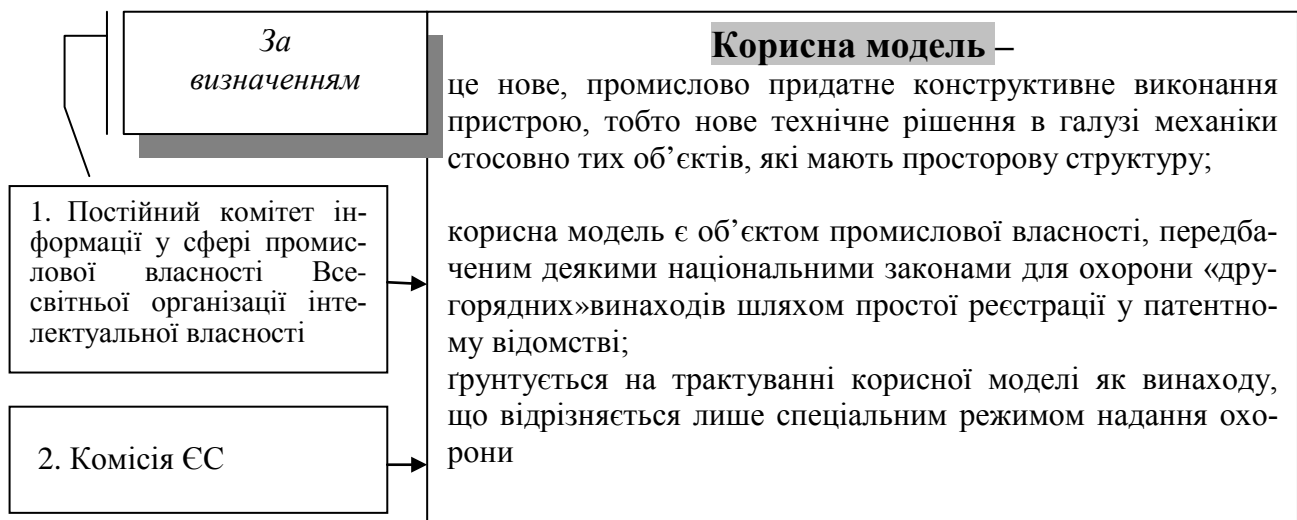 За
визначенням
Корисна модель –
це нове, промислово придатне конструктивне виконання
пристрою, тобто нове технічне рішення в галузі механіки
стосовно тих об’єктів, які мають просторову структуру;
1. Постійний комітет ін-
формації у сфері промис-
лової власності Все-
світньої організації інте-
лектуальної власності
корисна модель є об’єктом промислової власності, передба-
ченим деякими національними законами для охорони «дру-
горядних»винаходів шляхом простої реєстрації у патентно-
му відомстві;
2. Комісія ЄС
ґрунтується на трактуванні корисної моделі як винаходу,
що відрізняється лише спеціальним режимом надання охо-
рони